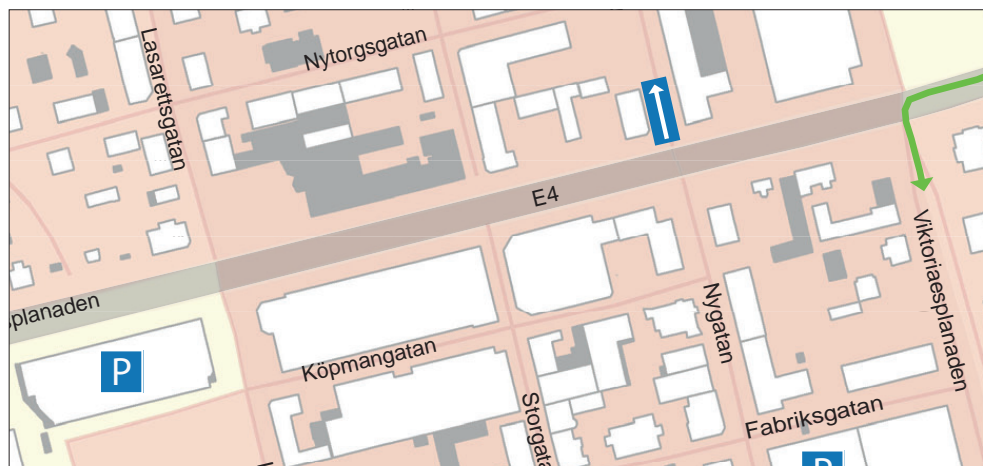 Nytorgsgatan
Lasarettsgatan
E4
splanaden
Viktoriaesplanaden
Nygatan
Köpmangatan
P
Storgata
Fabriksgatan
P